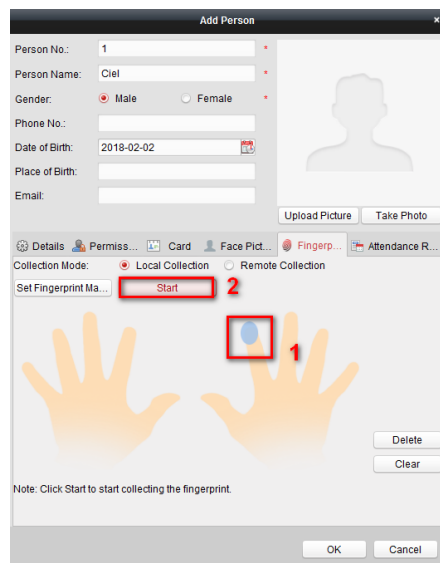 Add Person ×
Person No.: 1 *
Person Name: Ciel *
Gender: Male Female *
Phone No.:
Date of Birth: 2018-02-02
Place of Birth:
Email:
Upload Picture Take Photo
Details Permiss... Card Face Pict... Fingerp... Attendance R...
Collection Mode: Local Collection Remote Collection
Set Fingerprint Ma... Start 2
1
Delete
Clear
Note: Click Start to start collecting the fingerprint.
OK Cancel